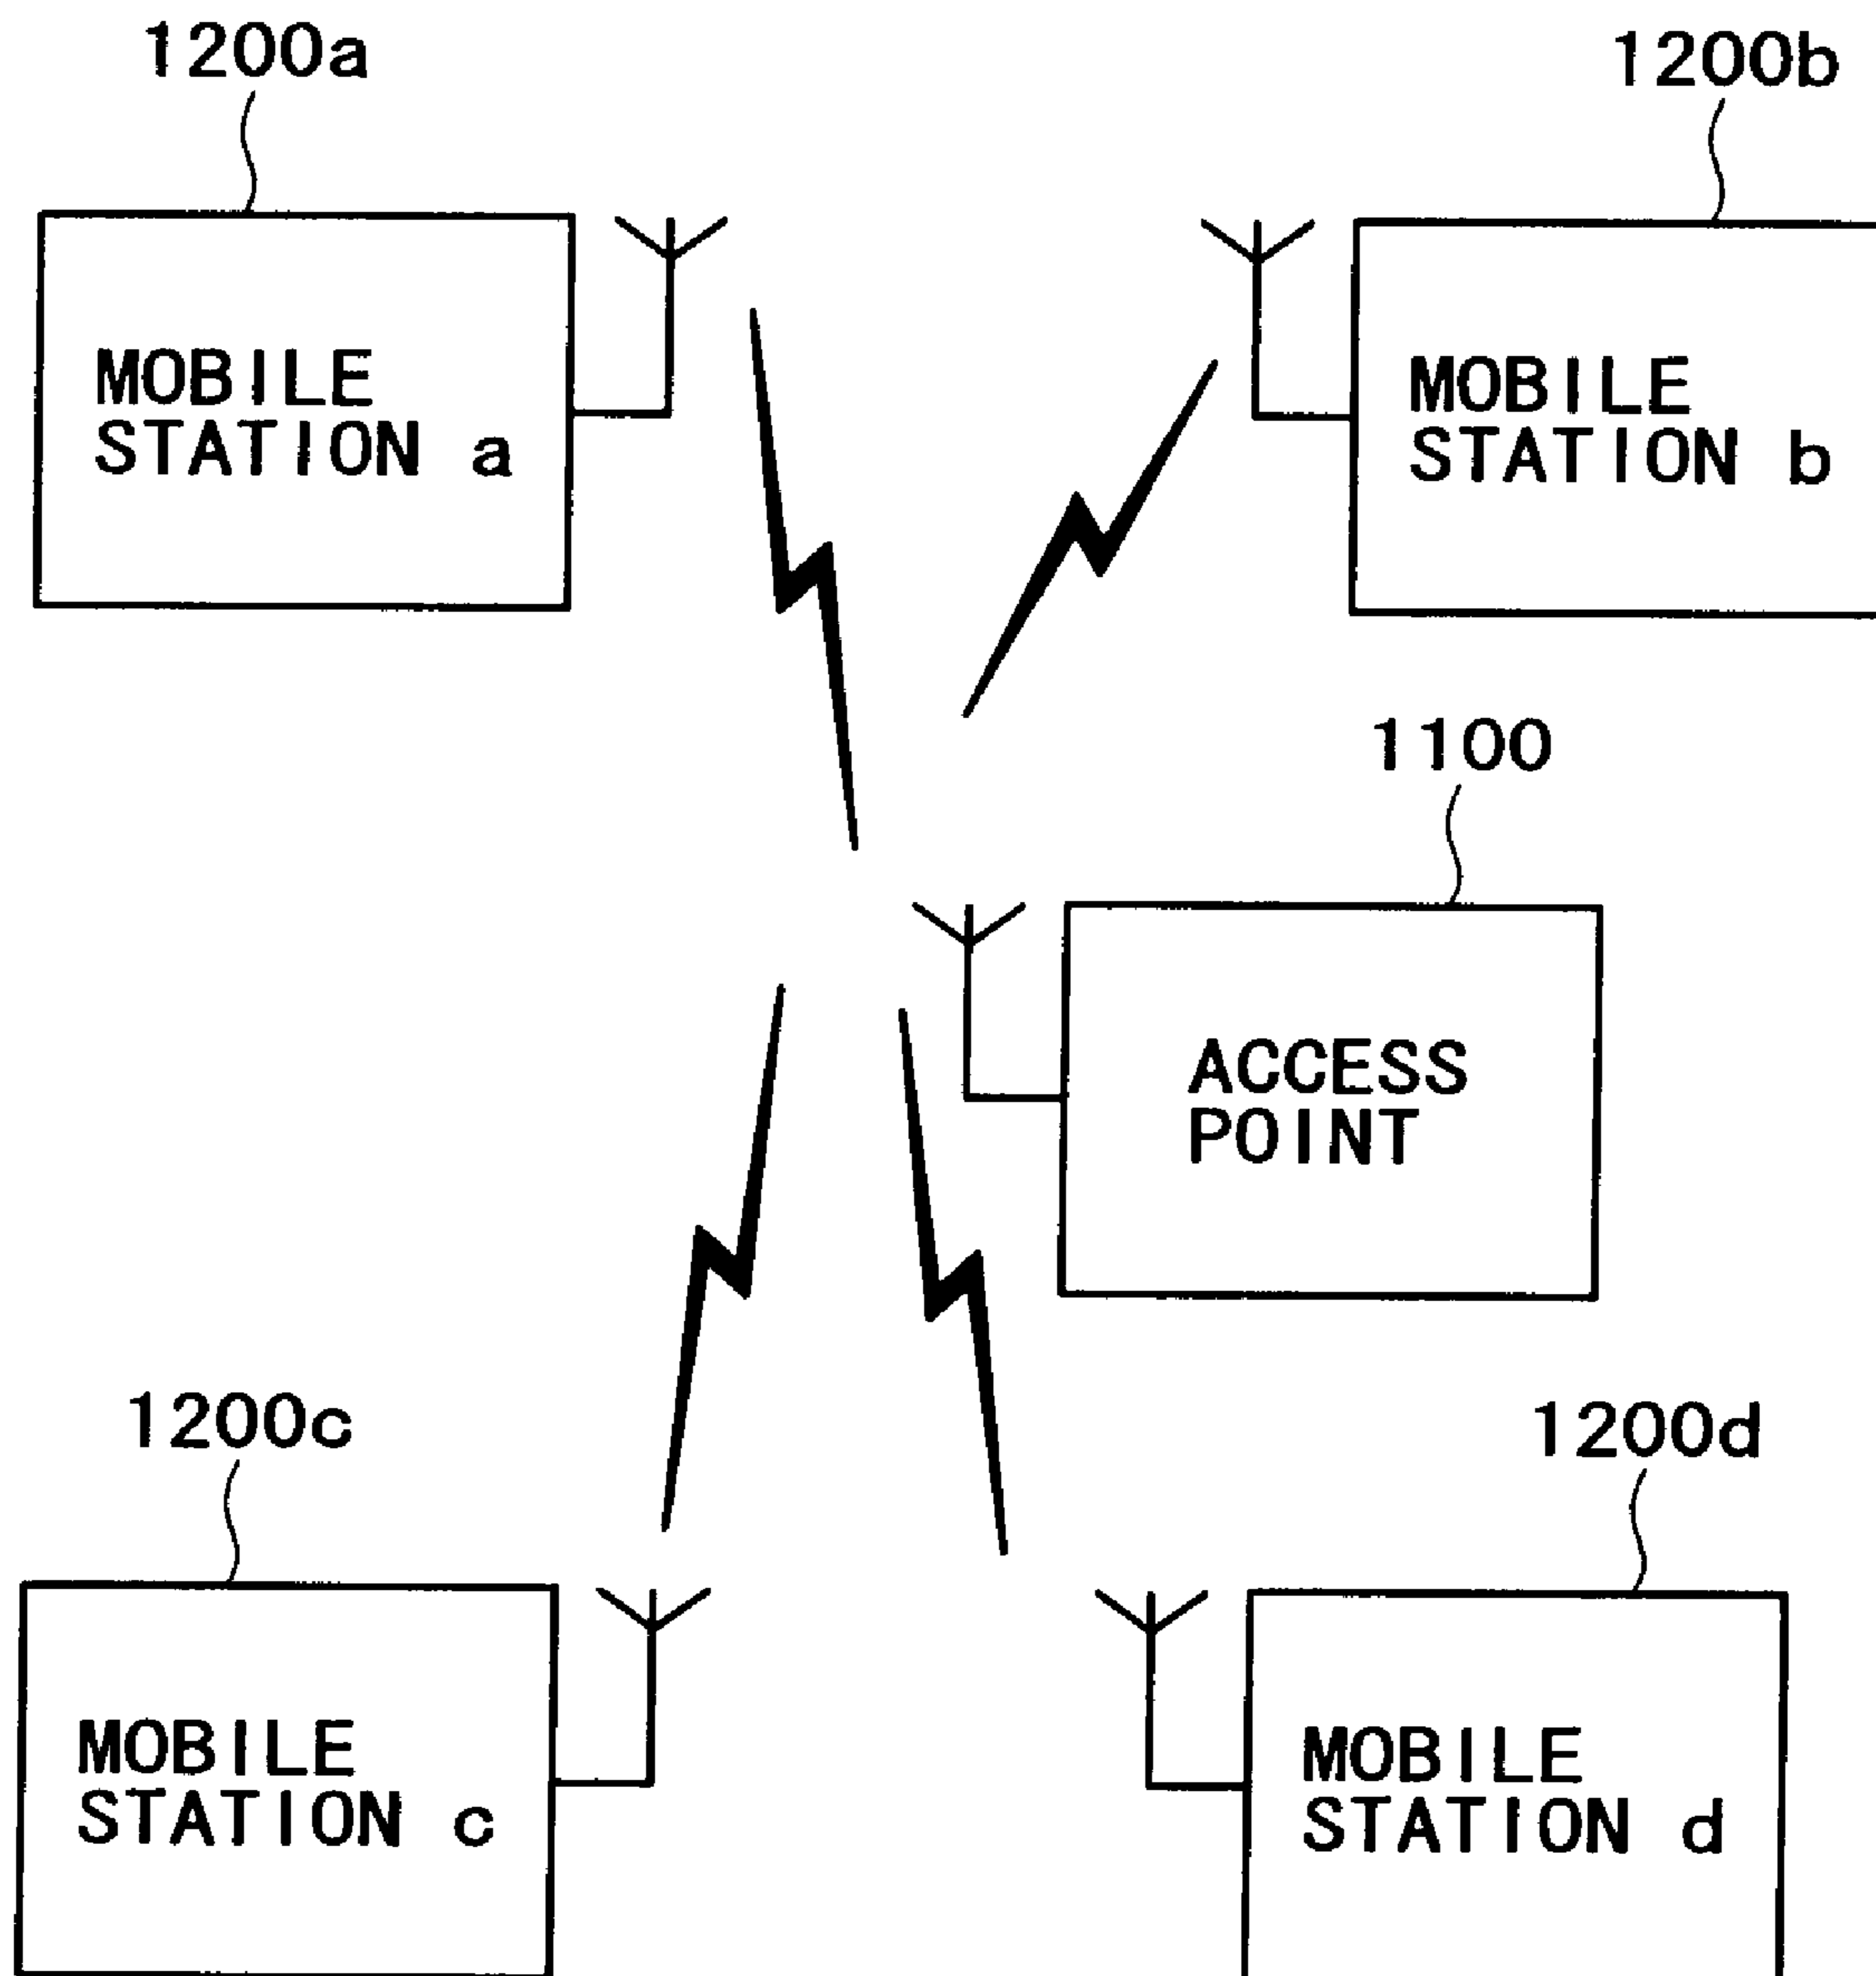 1200a
1200b
MOBILE
STATION a
MOBILE
STATION b
1100
ACCESS
POINT
1200c
1200d
MOBILE
STATION c
MOBILE
STATION d